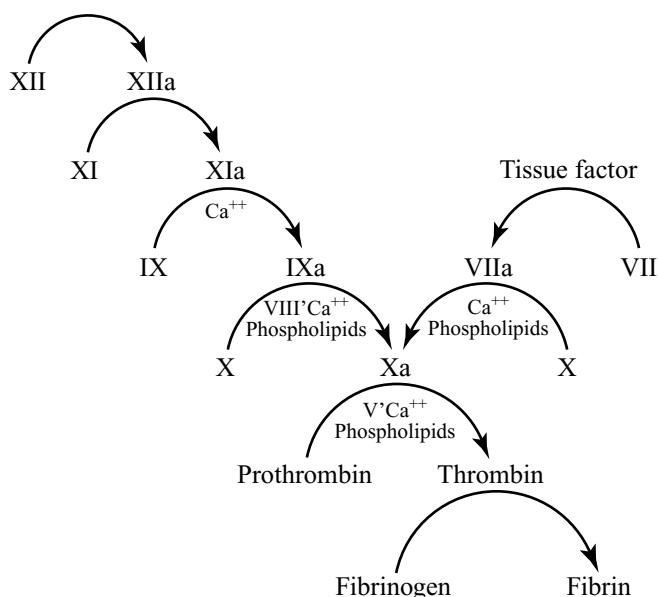 XII XIIa
XI XIa Tissue factor
Ca++
IX IXa VIIa VII
VIII’Ca++ Ca++
Phospholipids Phospholipids
X Xa X
V’Ca++
Phospholipids
Prothrombin Thrombin
Fibrinogen Fibrin